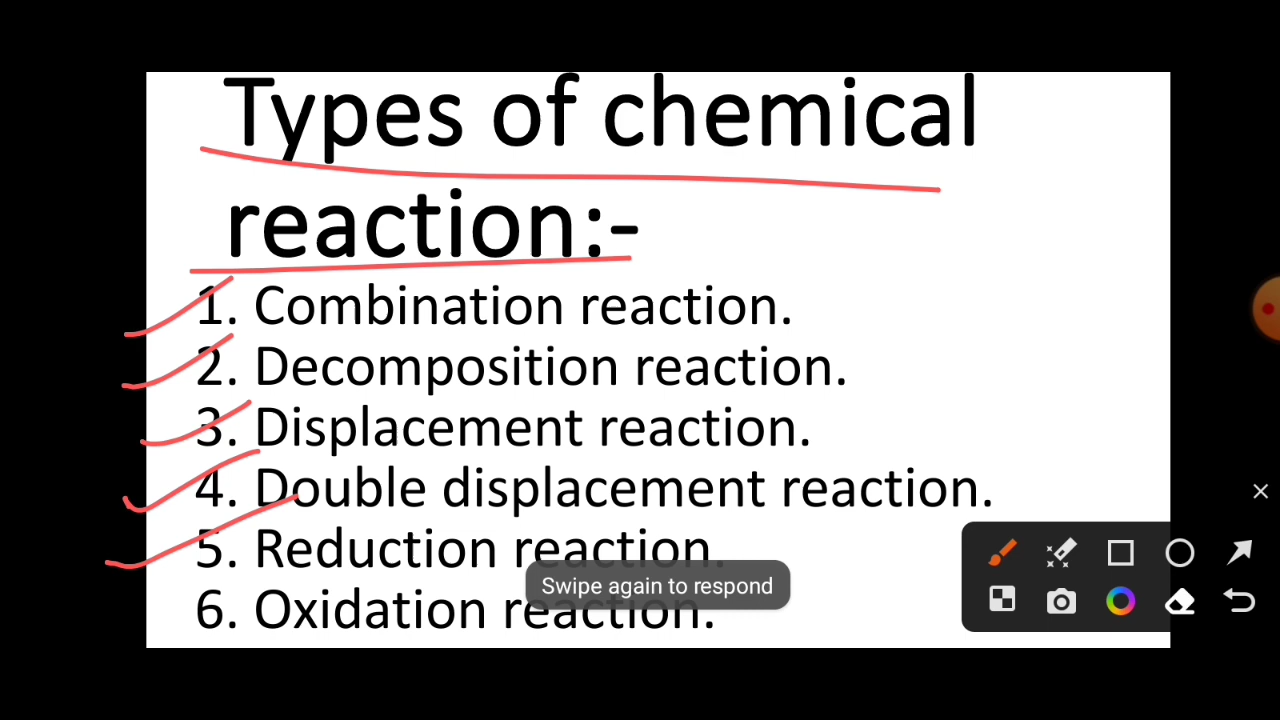 Types of chemical
reaction:-
1. Combination reaction.
2. Decomposition reaction.
3. Displacement reaction.
4. Double displacement reaction.
5. Reduction reaction.
Swipe again to respond
6. Oxidation reaction.